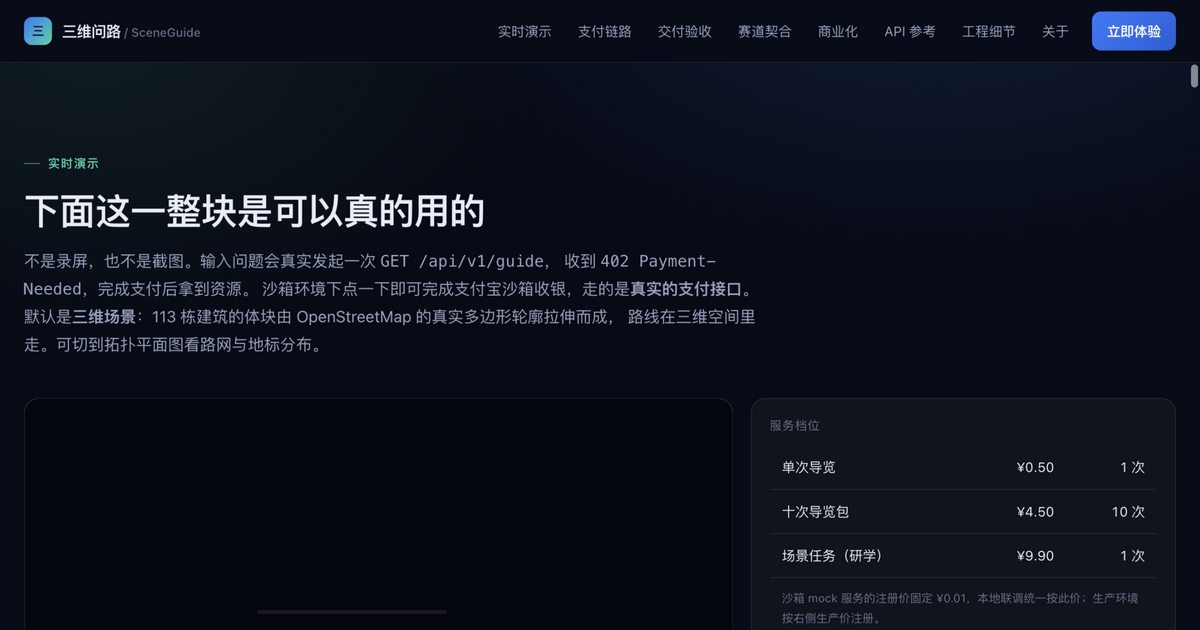 三 三维问路 / SceneGuide 实时演示 支付链路 交付验收 赛道契合 商业化 API 参考 工程细节 关于 立即体验
实时演示
下面这一整块是可以真的用的
不是录屏，也不是截图。输入问题会真实发起一次 GET /api/v1/guide， 收到 402 Payment-
Needed，完成支付后拿到资源。 沙箱环境下点一下即可完成支付宝沙箱收银，走的是真实的支付接口。
默认是三维场景：113 栋建筑的体块由 OpenStreetMap 的真实多边形轮廓拉伸而成， 路线在三维空间里
走。可切到拓扑平面图看路网与地标分布。
服务档位
单次导览 ¥0.50 1 次
十次导览包 ¥4.50 10 次
场景任务（研学） ¥9.90 1 次
沙箱 mock 服务的注册价固定 ¥0.01，本地联调统一按此价；生产环境
按右侧生产价注册。